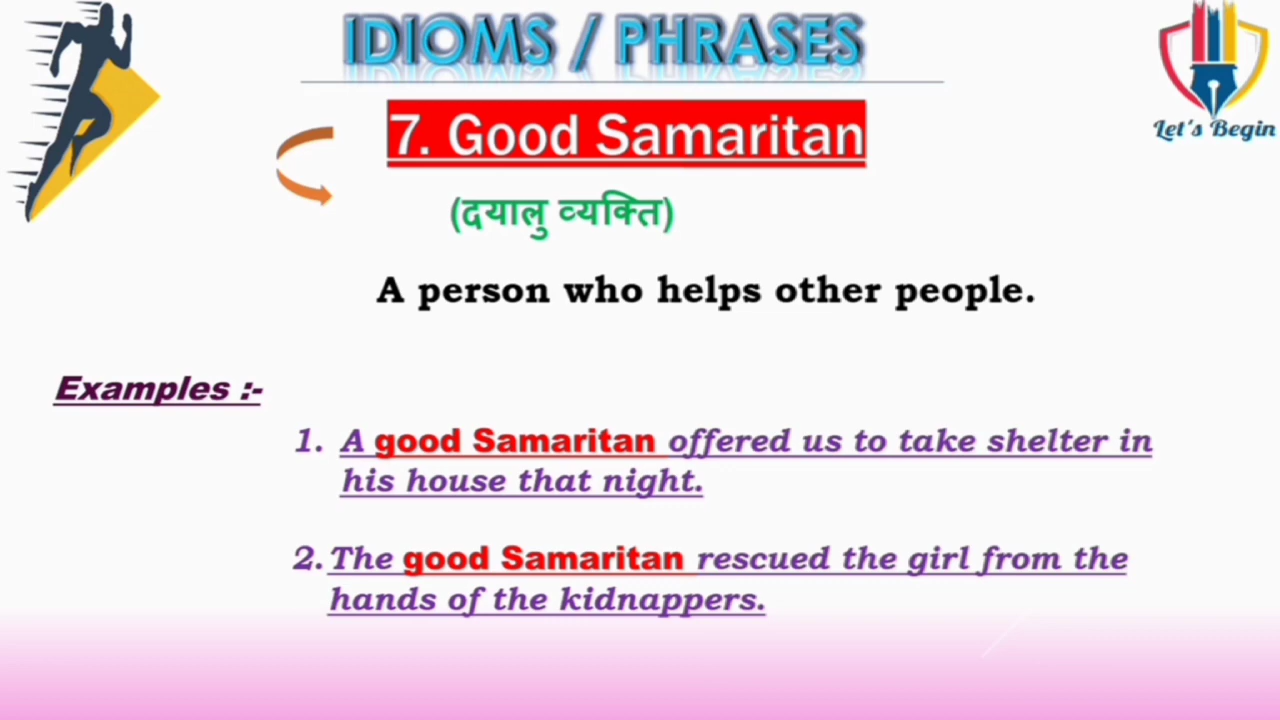 IDIOMS / PHRASES
Let's Begin
7. Good Samaritan
(दयालु व्यक्ति)
A person who helps other people.
Examples :-
1. A good Samaritan offered us to take shelter in
his house that night.
2. The good Samaritan rescued the girl from the
hands of the kidnappers.